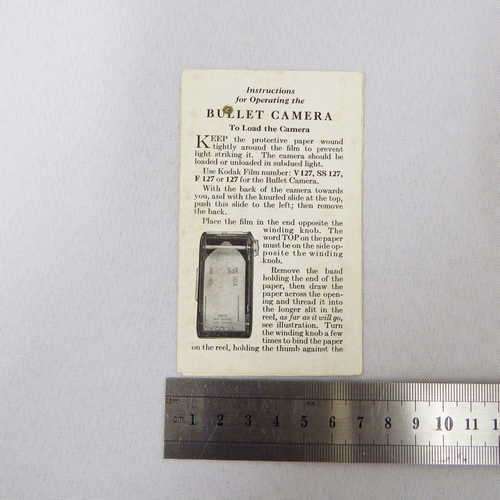 Instructions
for Operating the
BULLET CAMERA
To Load the Camera
KEEP the protective paper wound
tightly around the film to prevent
light striking it. The camera should be
loaded or unloaded in subdued light.
Use Kodak Film number: V 127, SS 127,
F 127 or 127 for the Bullet Camera.
With the back of the camera towards
you, and with the knurled slide at the top,
push this slide to the left; then remove
the back.
Place the film in the end opposite the
winding knob. The
word TOP on the paper
must be on the side op-
posite the winding
knob.
Remove the band
holding the end of the
paper, then draw the
paper across the open-
ing and thread it into
the longer slit in the
reel, as far as it will go,
see illustration. Turn
the winding knob a few
times to bind the paper
on the reel, holding the thumb against the
cm 1 2 3 4 5 6 7 8 9 10 11